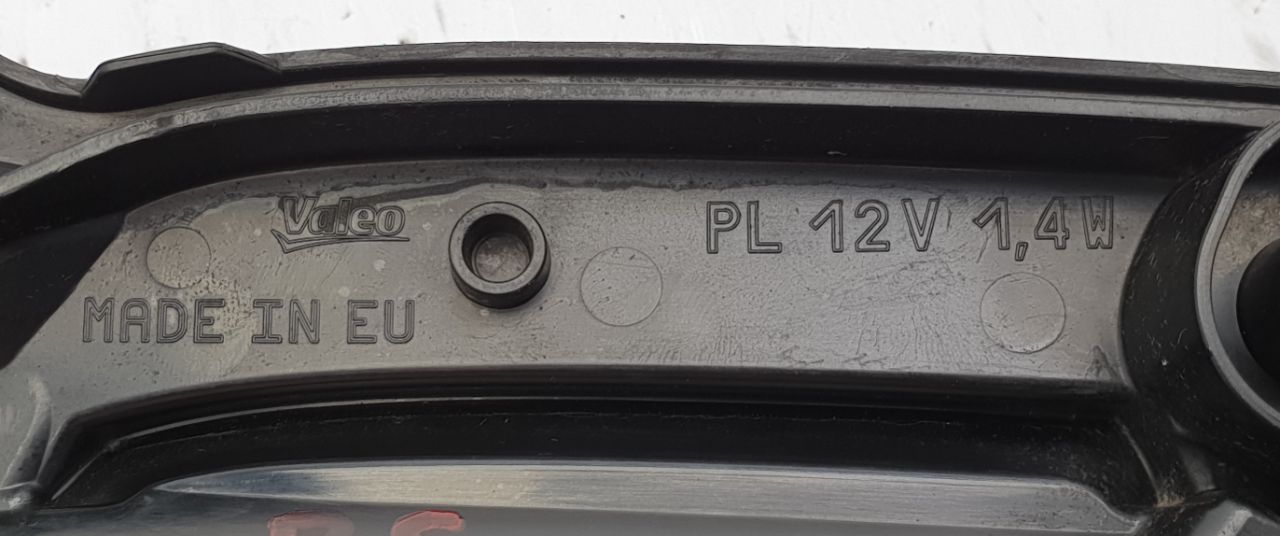 Valeo
PL 12V 1,4W
MADE IN EU